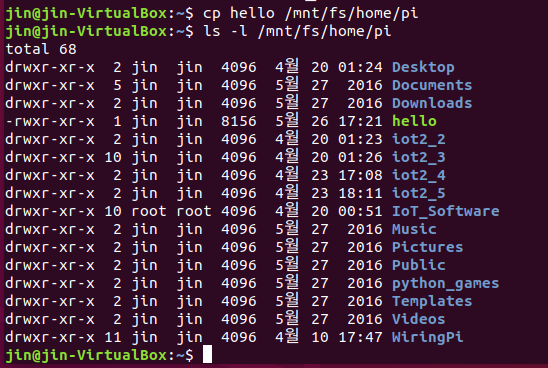 jin@jin-VirtualBox:~$ cp hello /mnt/fs/home/pi
jin@jin-VirtualBox:~$ ls -l /mnt/fs/home/pi
total 68
drwxr-xr-x  2 jin  jin  4096  4월 20 01:24 Desktop
drwxr-xr-x  5 jin  jin  4096  5월 27  2016 Documents
drwxr-xr-x  2 jin  jin  4096  5월 27  2016 Downloads
-rwxr-xr-x  1 jin  jin  8156  5월 26 17:21 hello
drwxr-xr-x  2 jin  jin  4096  4월 20 01:23 iot2_2
drwxr-xr-x 10 jin  jin  4096  4월 20 01:26 iot2_3
drwxr-xr-x  2 jin  jin  4096  4월 23 17:08 iot2_4
drwxr-xr-x  2 jin  jin  4096  4월 23 18:11 iot2_5
drwxr-xr-x 10 root root 4096  4월 20 00:51 IoT_Software
drwxr-xr-x  2 jin  jin  4096  5월 27  2016 Music
drwxr-xr-x  2 jin  jin  4096  5월 27  2016 Pictures
drwxr-xr-x  2 jin  jin  4096  5월 27  2016 Public
drwxr-xr-x  2 jin  jin  4096  5월 27  2016 python_games
drwxr-xr-x  2 jin  jin  4096  5월 27  2016 Templates
drwxr-xr-x  2 jin  jin  4096  5월 27  2016 Videos
drwxr-xr-x 11 jin  jin  4096  4월 10 17:47 WiringPi
jin@jin-VirtualBox:~$